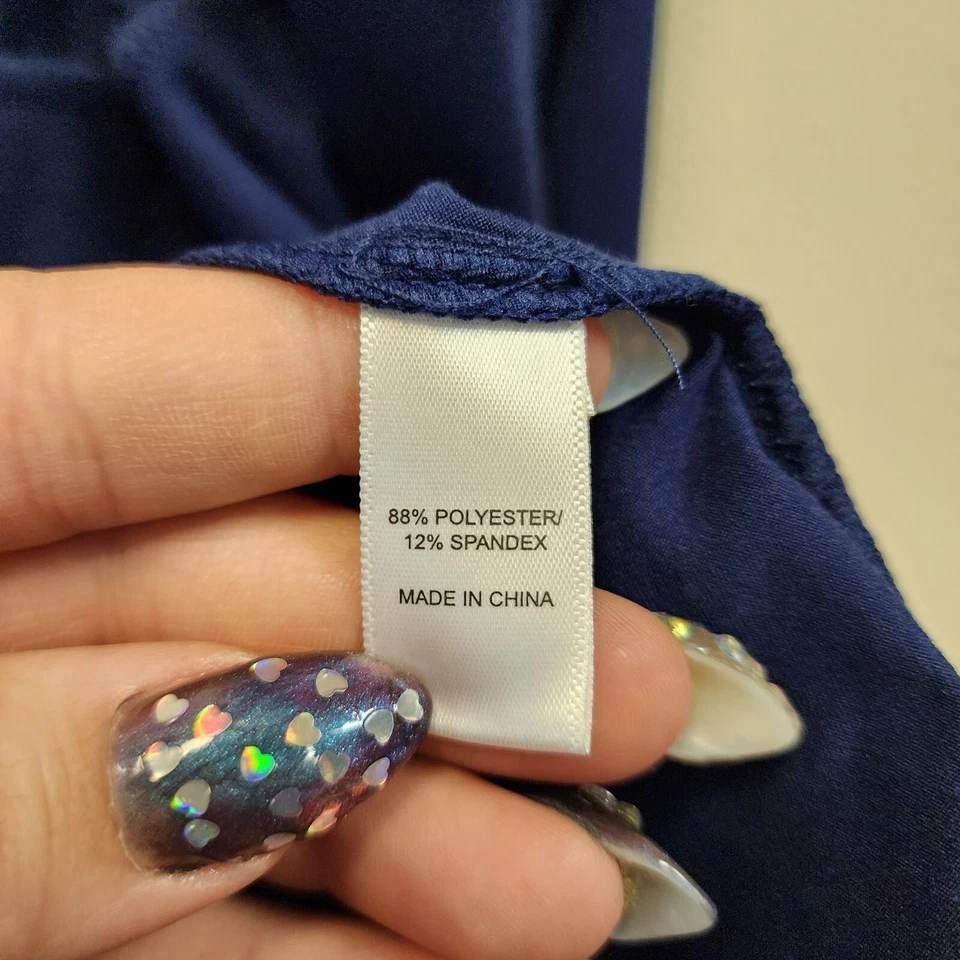 88% POLYESTER/
12% SPANDEX
MADE IN CHINA